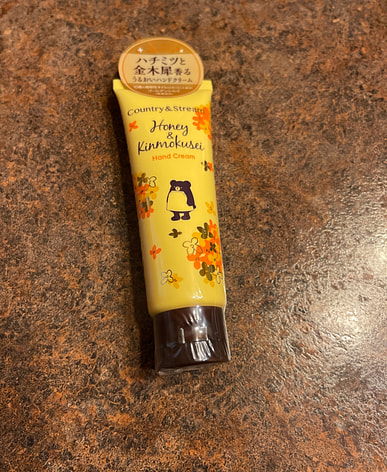 ハチミツと
金木犀香る
うるおいハンドクリーム
Country & Stream
Honey
&
Kinmokusei
Hand Cream